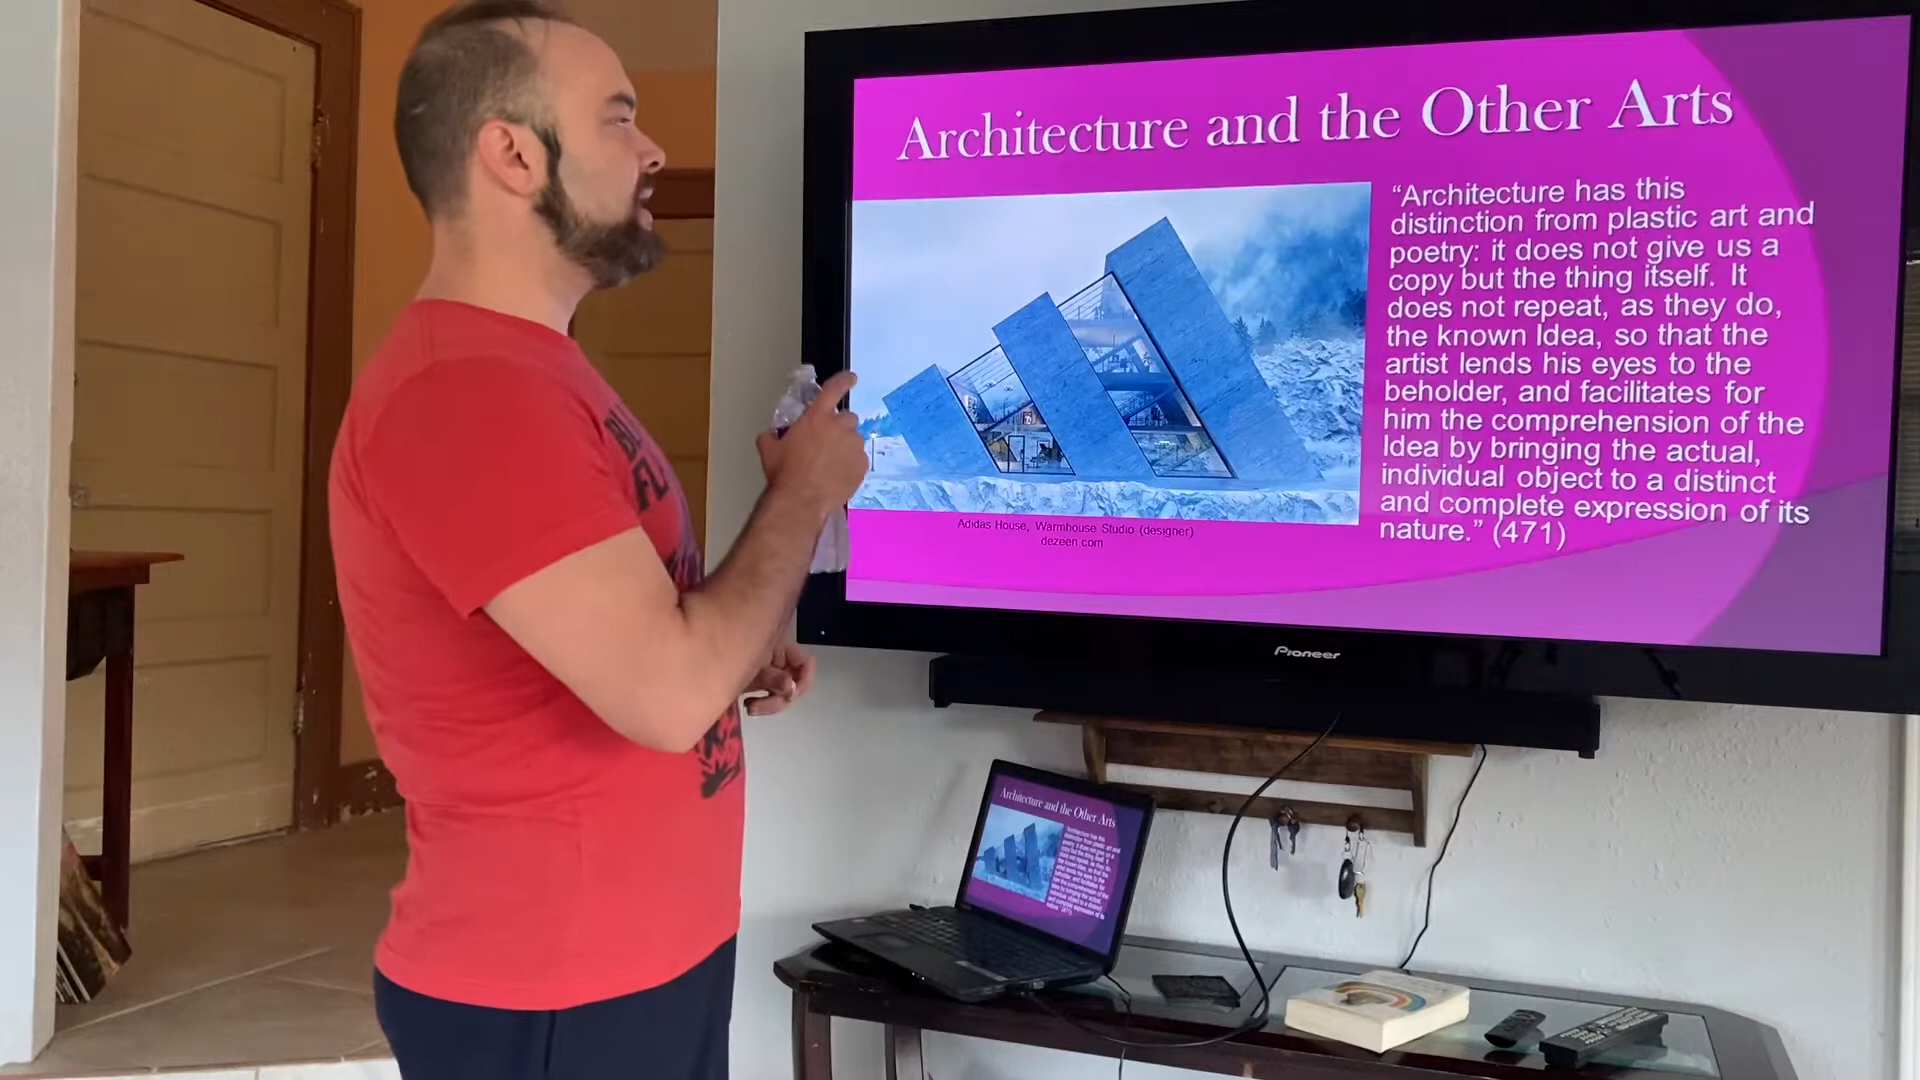 Architecture and the Other Arts
“Architecture has this
distinction from plastic art and
poetry: it does not give us a
copy but the thing itself. It
does not repeat, as they do,
the known Idea, so that the
artist lends his eyes to the
beholder, and facilitates for
him the comprehension of the
Idea by bringing the actual,
individual object to a distinct
and complete expression of its
nature.” (471)
Adidas House, Warmhouse Studio (designer)
dezeen.com
Pioneer
Architecture and the Other Arts